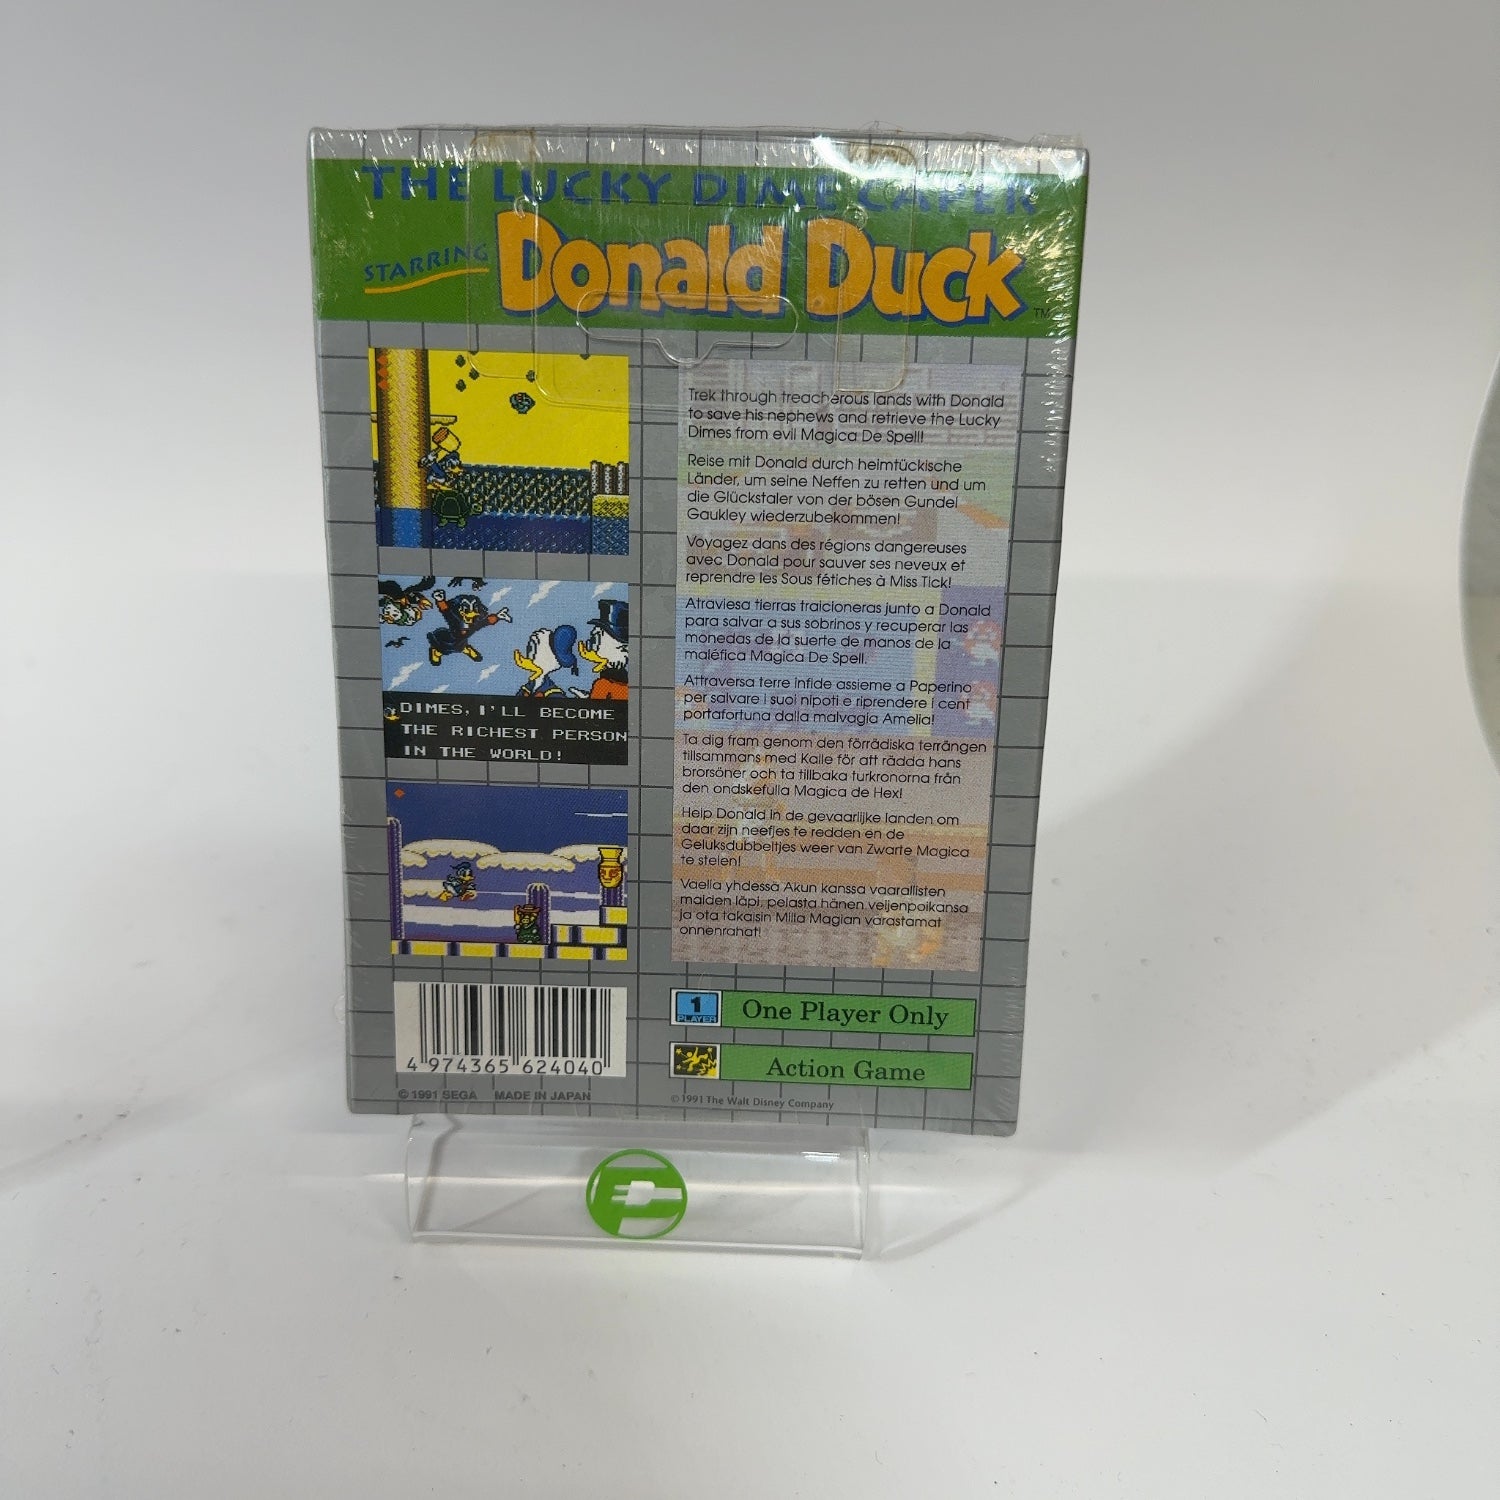 THE LUCKY DIME CAPER
STARRING Donald Duck TM
Trek through treacherous lands with Donald
to save his nephews and retrieve the Lucky
Dimes from evil Magica De Spell!
Reise mit Donald durch heimtückische
Länder, um seine Neffen zu retten und um
die Glückstaler von der bösen Gundel
Gaukley wiederzubekommen!
Voyagez dans des régions dangereuses
avec Donald pour sauver ses neveux et
reprendre les Sous fétiches à Miss Tick!
Atraviesa tierras traicioneras junto a Donald
para salvar a sus sobrinos y recuperar las
monedas de la suerte de manos de la
maléfica Magica De Spell.
Attraversa terre infide assieme a Paperino
per salvare i suoi nipoti e riprendere i cent
portafortuna dalla malvagia Amelia!
Ta dig fram genom den förrädiska terrängen
tillsammans med Kalle för att rädda hans
brorsöner och ta tillbaka turkronorna från
den ondskefulla Magica de Hex!
Help Donald in de gevaarlijke landen om
daar zijn neefjes te redden en de
Geluksdubbeltjes weer van Zwarte Magica
te stelen!
Vaella yhdessä Akun kanssa vaarallisten
maiden läpi, pelasta hänen veljenpoikansa
ja ota takaisin Milla Magian varastamat
onnenrahat!
DIMES, I'LL BECOME
THE RICHEST PERSON
IN THE WORLD!
1
PLAYER
One Player Only
Action Game
4 974365 624040
© 1991 SEGA MADE IN JAPAN
© 1991 The Walt Disney Company